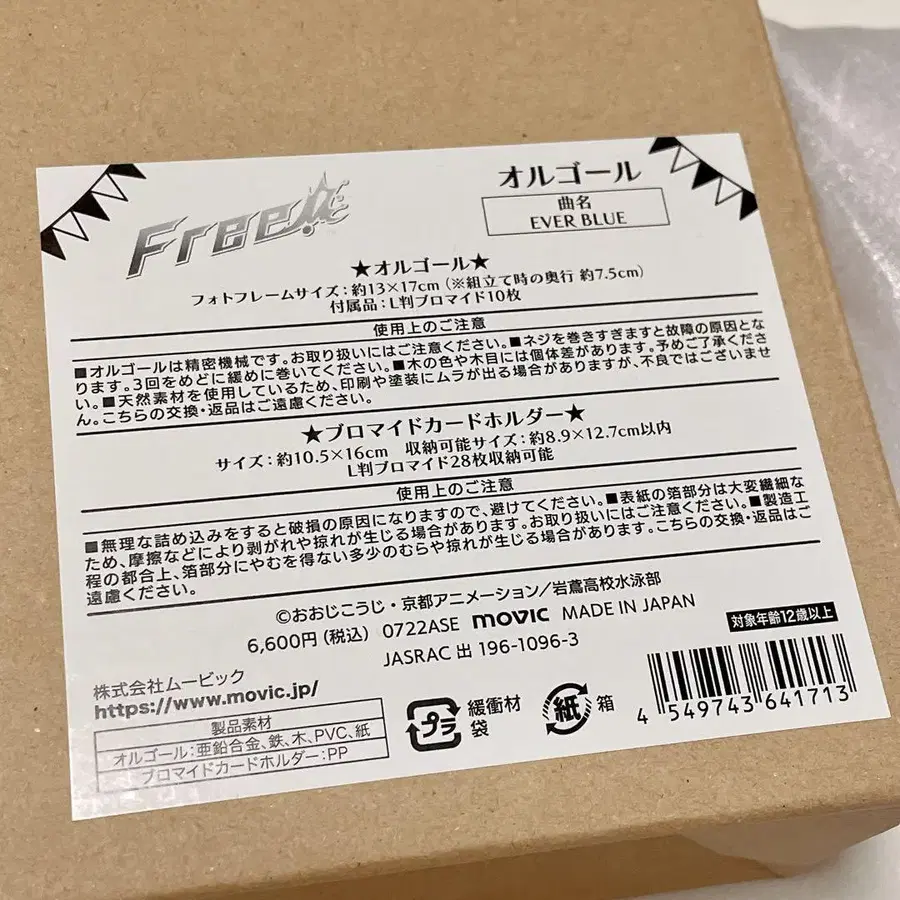 Free!
オルゴール
曲名
EVER BLUE
★オルゴール★
フォトフレームサイズ：約13×17cm（※組立て時の奥行 約7.5cm）
付属品：L判ブロマイド10枚
使用上のご注意
■オルゴールは精密機械です。お取り扱いにはご注意ください。■ネジを巻きすぎますと故障の原因とな
ります。3回をめどに緩めに巻いてください。■木の色や木目には個体差があります。予めご了承くださ
い。■天然素材を使用しているため、印刷や塗装にムラが出る場合がありますが、不良ではございませ
ん。こちらの交換・返品はご遠慮ください。
★ブロマイドカードホルダー★
サイズ：約10.5×16cm　収納可能サイズ：約8.9×12.7cm以内
L判ブロマイド28枚収納可能
使用上のご注意
■無理な詰め込みをすると破損の原因になりますので、避けてください。■表紙の箔部分は大変繊細な
ため、摩擦などにより剥がれや掠れが生じる場合があります。お取り扱いにはご注意ください。■製造工
程の都合上、箔部分にやむを得ない多少のむらや掠れが生じる場合があります。こちらの交換・返品はご
遠慮ください。
©おおじこうじ・京都アニメーション／岩鳶高校水泳部
6,600円（税込） 0722ASE movic MADE IN JAPAN
対象年齢12歳以上
JASRAC 出 196-1096-3
株式会社ムービック
https://www.movic.jp/
製品素材
オルゴール：亜鉛合金、鉄、木、PVC、紙
ブロマイドカードホルダー：PP
プラ
緩衝材
袋
紙
箱
4 549743 641713